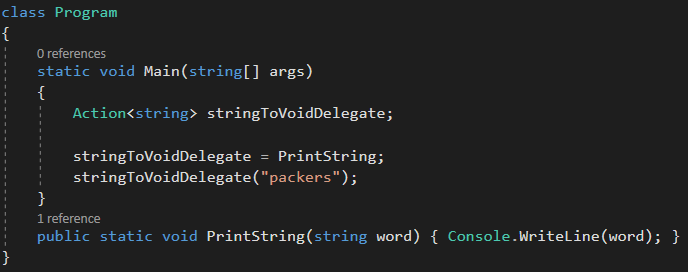 class Program
{
0 references
static void Main(string[] args)
{
Action<string> stringToVoidDelegate;
stringToVoidDelegate = PrintString;
stringToVoidDelegate("packers");
}
1 reference
public static void PrintString(string word) { Console.WriteLine(word); }
}